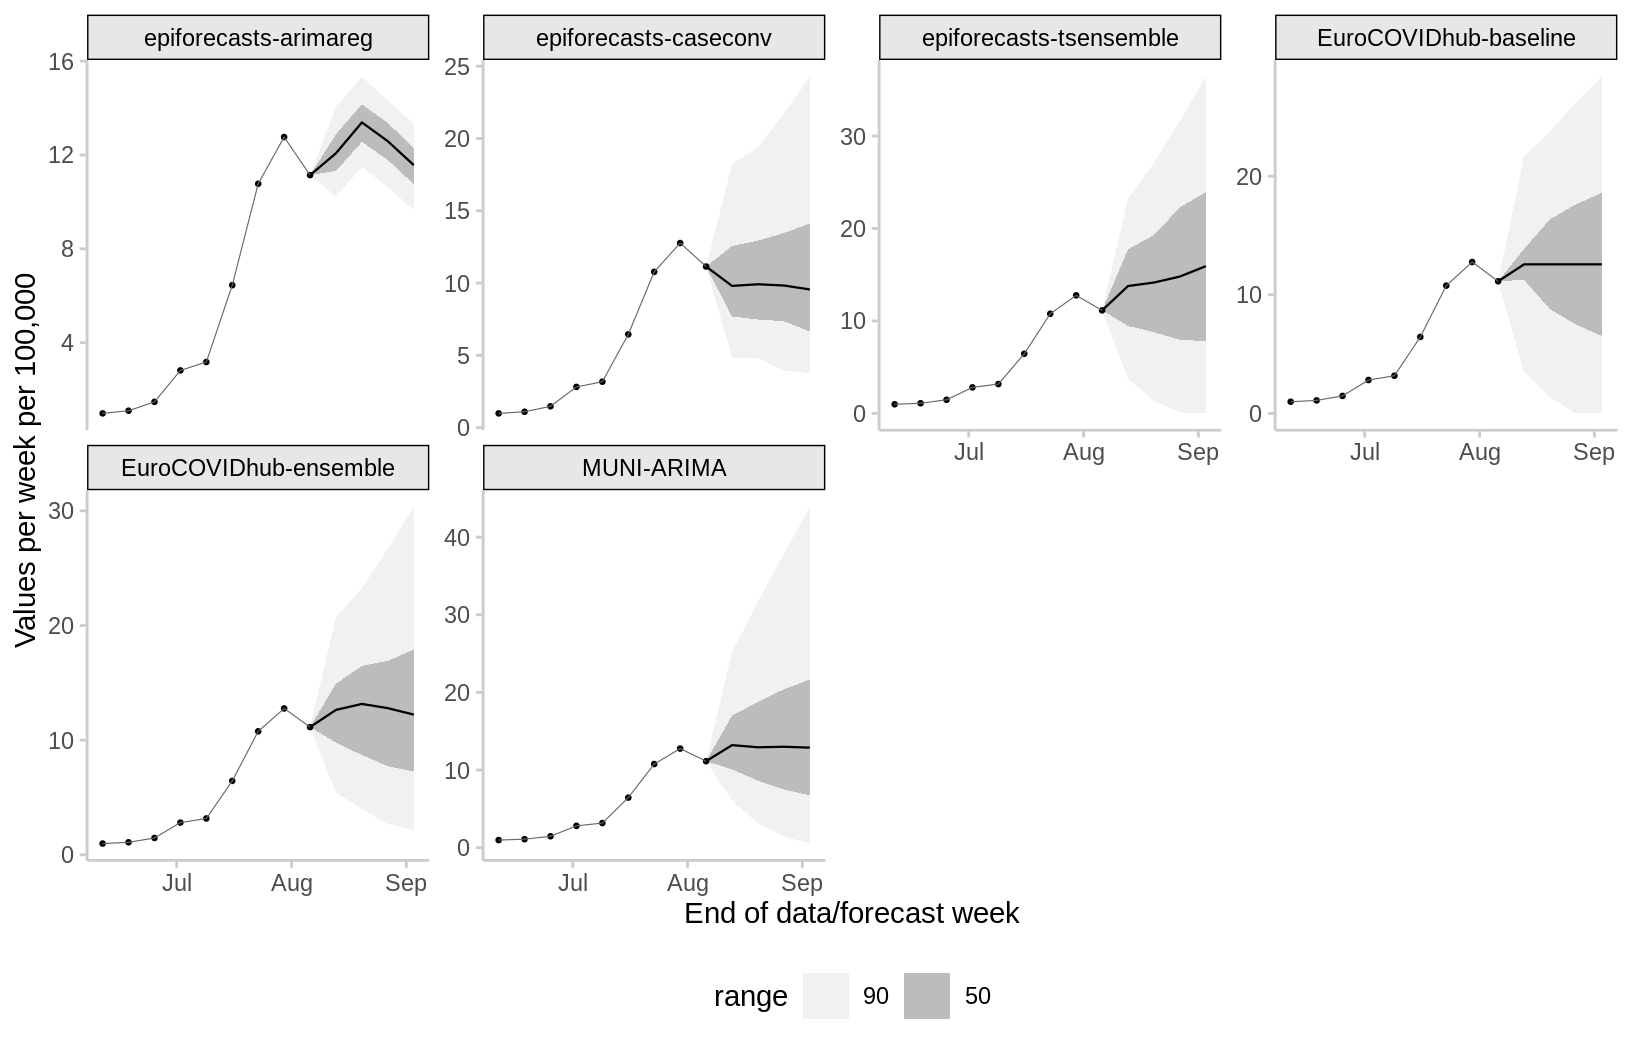 epiforecasts-arimareg
epiforecasts-caseconv
epiforecasts-tsensemble
EuroCOVIDhub-baseline
16
12
8
4
25
20
15
10
5
0
30
20
10
0
Jul Aug Sep
20
10
0
Jul Aug Sep
Values per week per 100,000
EuroCOVIDhub-ensemble
MUNI-ARIMA
30
20
10
0
Jul Aug Sep
40
30
20
10
0
Jul Aug Sep
End of data/forecast week
range 90 50